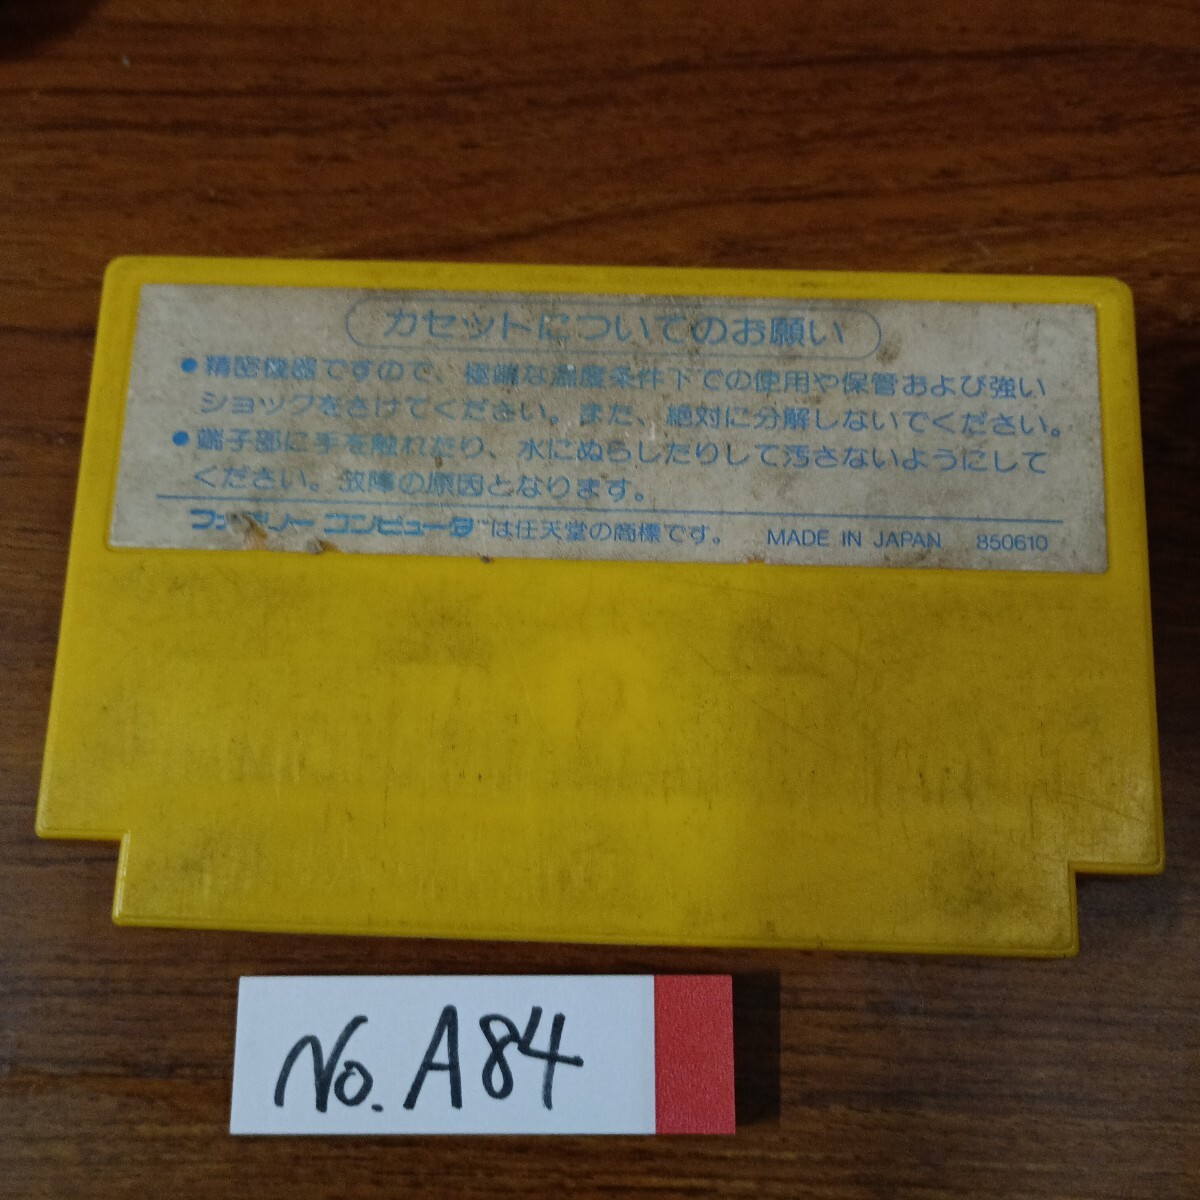 カセットについてのお願い
●精密機器ですので、極端な温度条件下での使用や保管および強い
ショックをさけてください。また、絶対に分解しないでください。
●端子部に手を触れたり、水にぬらしたりして汚さないようにして
ください。故障の原因となります。
ファミリー コンピュータ™は任天堂の商標です。 MADE IN JAPAN 850610
No. A84